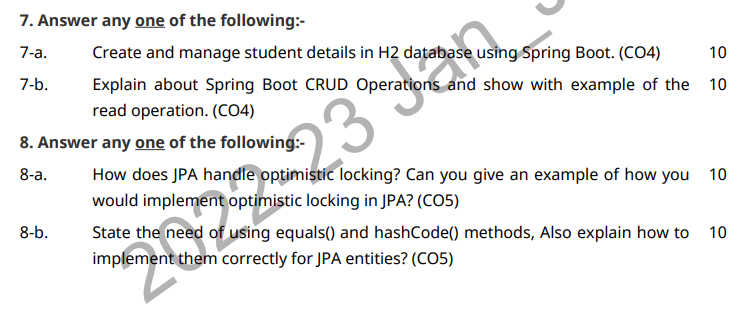 7. Answer any one of the following:-
7-a. Create and manage student details in H2 database using Spring Boot. (CO4) 10
7-b. Explain about Spring Boot CRUD Operations and show with example of the 10
read operation. (CO4)
8. Answer any one of the following:-
8-a. How does JPA handle optimistic locking? Can you give an example of how you 10
would implement optimistic locking in JPA? (CO5)
8-b. State the need of using equals() and hashCode() methods, Also explain how to 10
implement them correctly for JPA entities? (CO5)
2022-23 Jan_